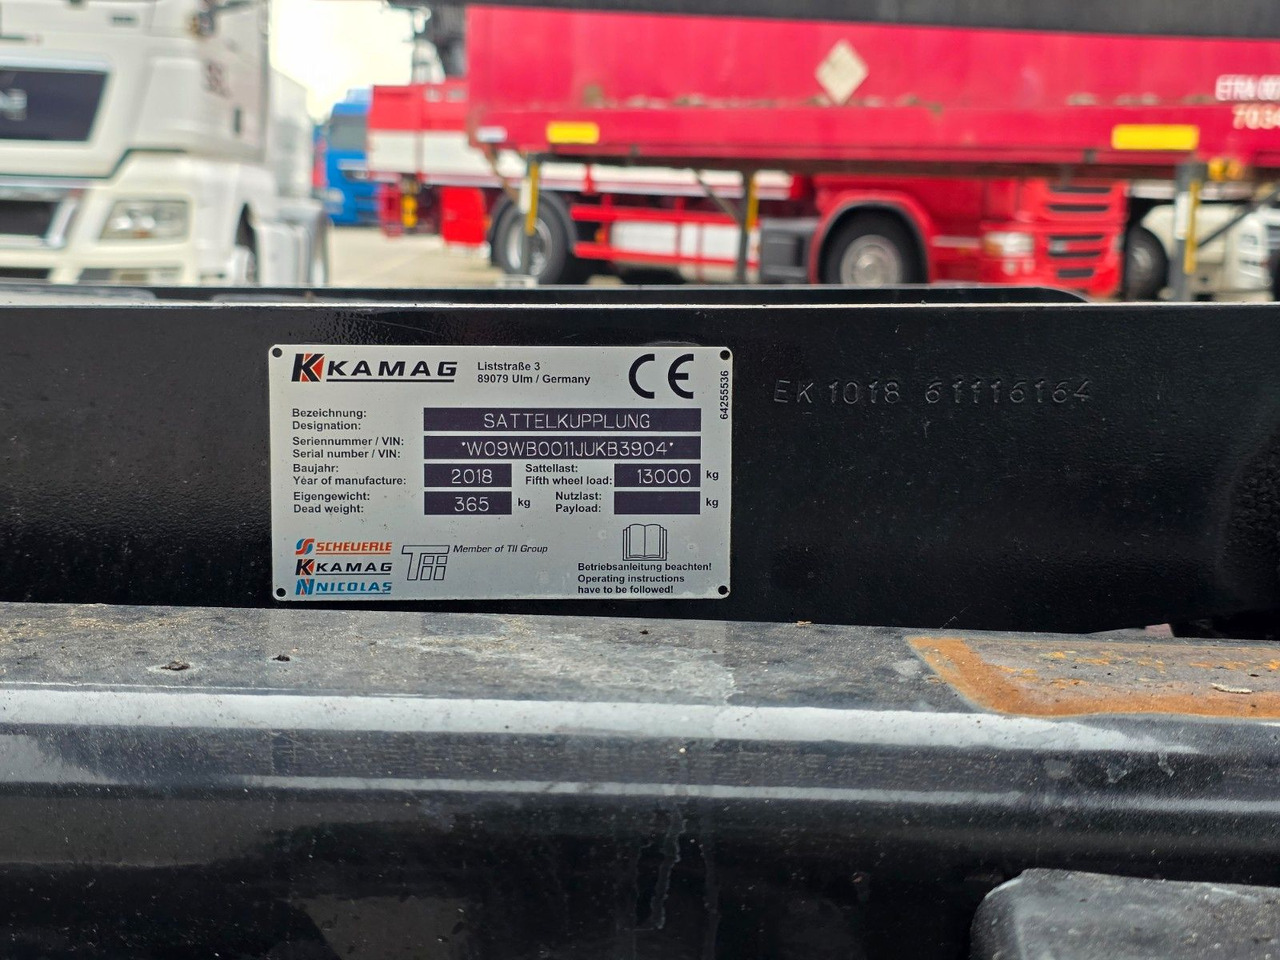 KAMAG
Liststraße 3
89079 Ulm / Germany
CE
64255536
Bezeichnung:
Designation:
SATTELKUPPLUNG
Seriennummer / VIN:
Serial number / VIN:
*W09WB0011JUKB3904*
Baujahr:
Year of manufacture:
2018
Sattellast:
Fifth wheel load:
13000 kg
Eigengewicht:
Dead weight:
365 kg
Nutzlast:
Payload:
kg
SCHEUERLE
KAMAG
NICOLAS
TII
Member of TII Group
Betriebsanleitung beachten!
Operating instructions
have to be followed!
EK 1018 61116164